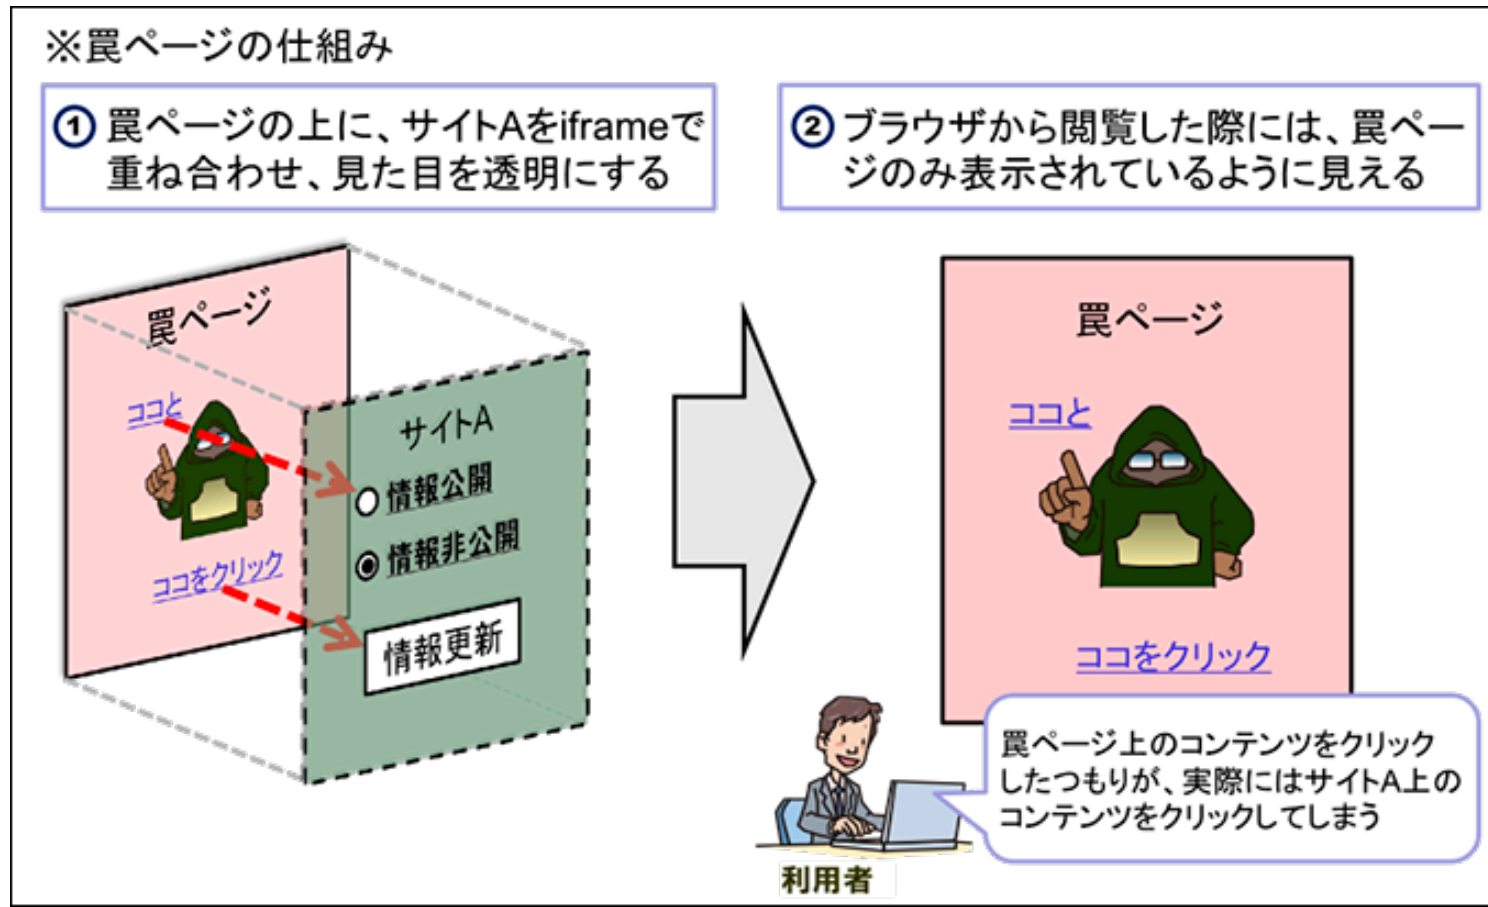 ※罠ページの仕組み
① 罠ページの上に、サイトAをiframeで
重ね合わせ、見た目を透明にする
② ブラウザから閲覧した際には、罠ペー
ジのみ表示されているように見える
罠ページ
ココと
ココをクリック
サイトA
情報公開
情報非公開
情報更新
罠ページ
ココと
ココをクリック
罠ページ上のコンテンツをクリック
したつもりが、実際にはサイトA上の
コンテンツをクリックしてしまう
利用者